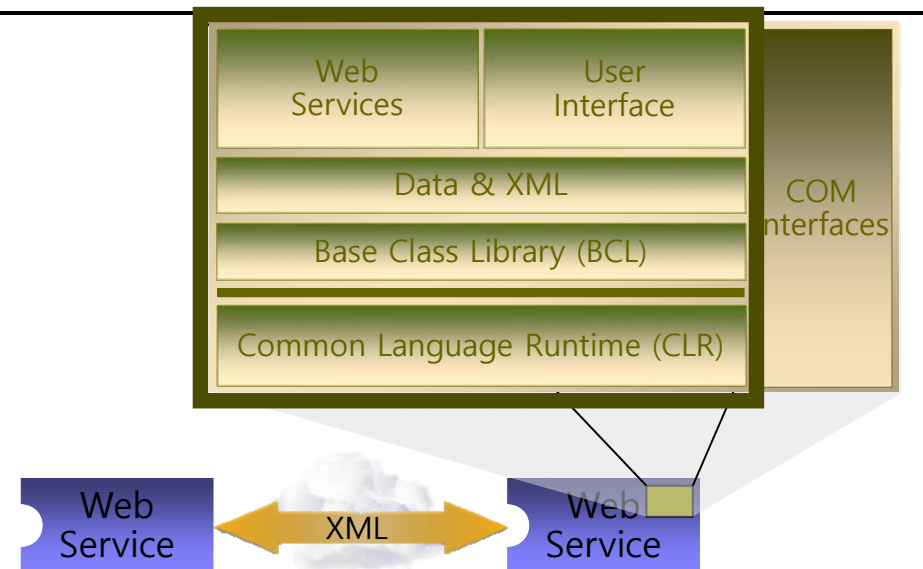 Web
Services
User
Interface
Data & XML
Base Class Library (BCL)
Common Language Runtime (CLR)
COM
nterfaces
Web
Service
XML
Web
Service